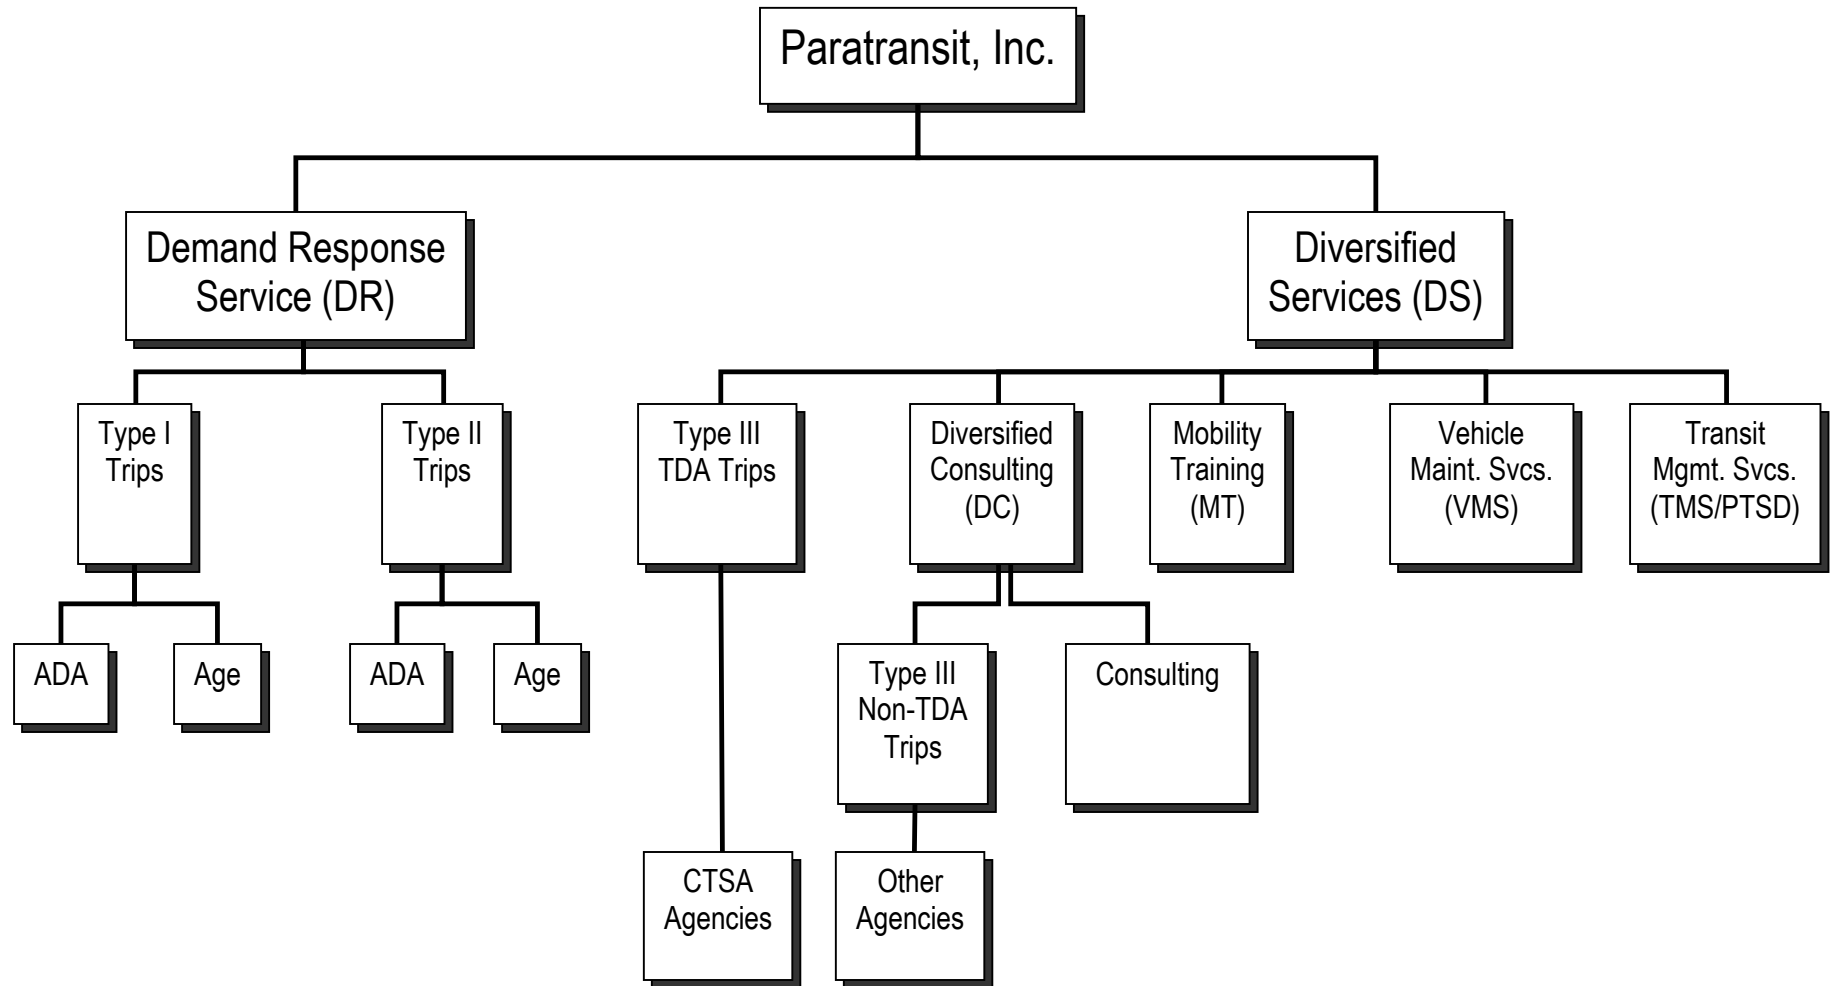 Paratransit, Inc.
Demand Response
Service (DR)
Diversified
Services (DS)
Type I
Trips
Type II
Trips
Type III
TDA Trips
Diversified
Consulting
(DC)
Mobility
Training
(MT)
Vehicle
Maint. Svcs.
(VMS)
Transit
Mgmt. Svcs.
(TMS/PTSD)
ADA
Age
ADA
Age
Type III
Non-TDA
Trips
Consulting
CTSA
Agencies
Other
Agencies